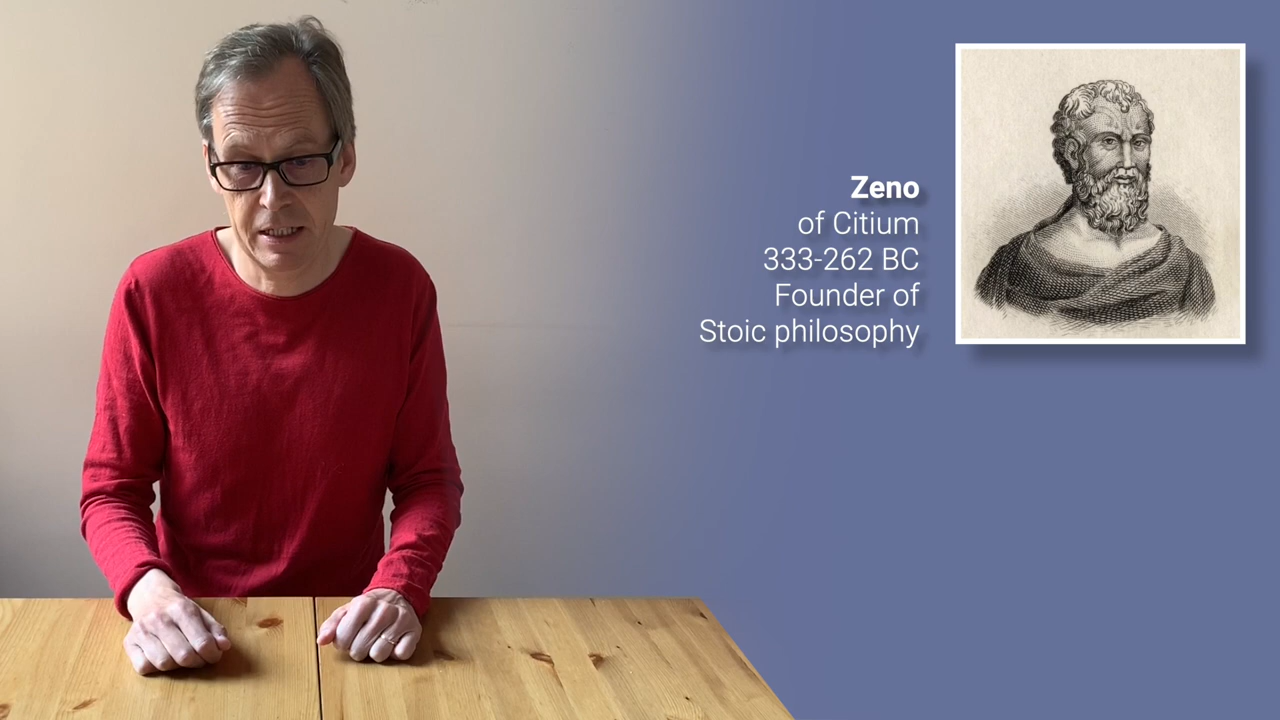 Zeno
of Citium
333-262 BC
Founder of
Stoic philosophy